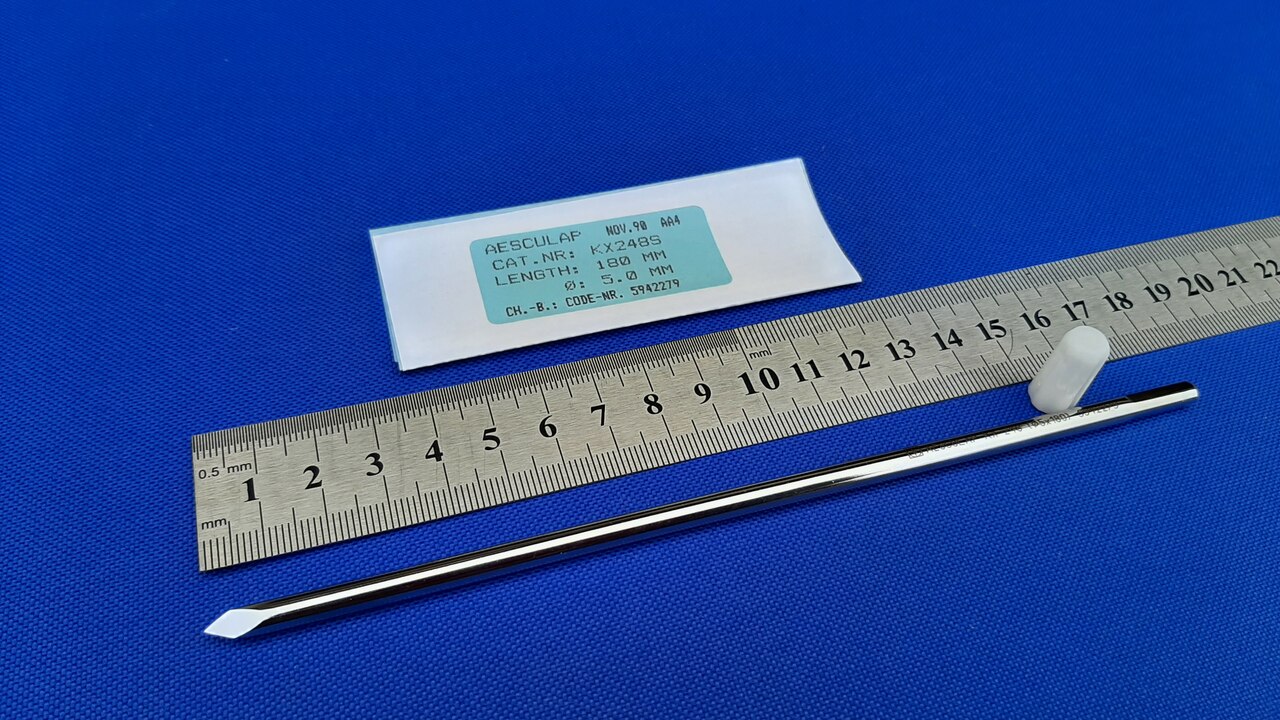 AESCULAP NOV.90 AA4
CAT.NR: KX248S
LENGTH: 180 MM
Ø: 5.0 MM
CH.-B.: CODE-NR. 5942279
0.5 mm
mm
1 2 3 4 5 6 7 8 9 10 11 12 13 14 15 16 17 18 19 20 21 22
mm
5942279